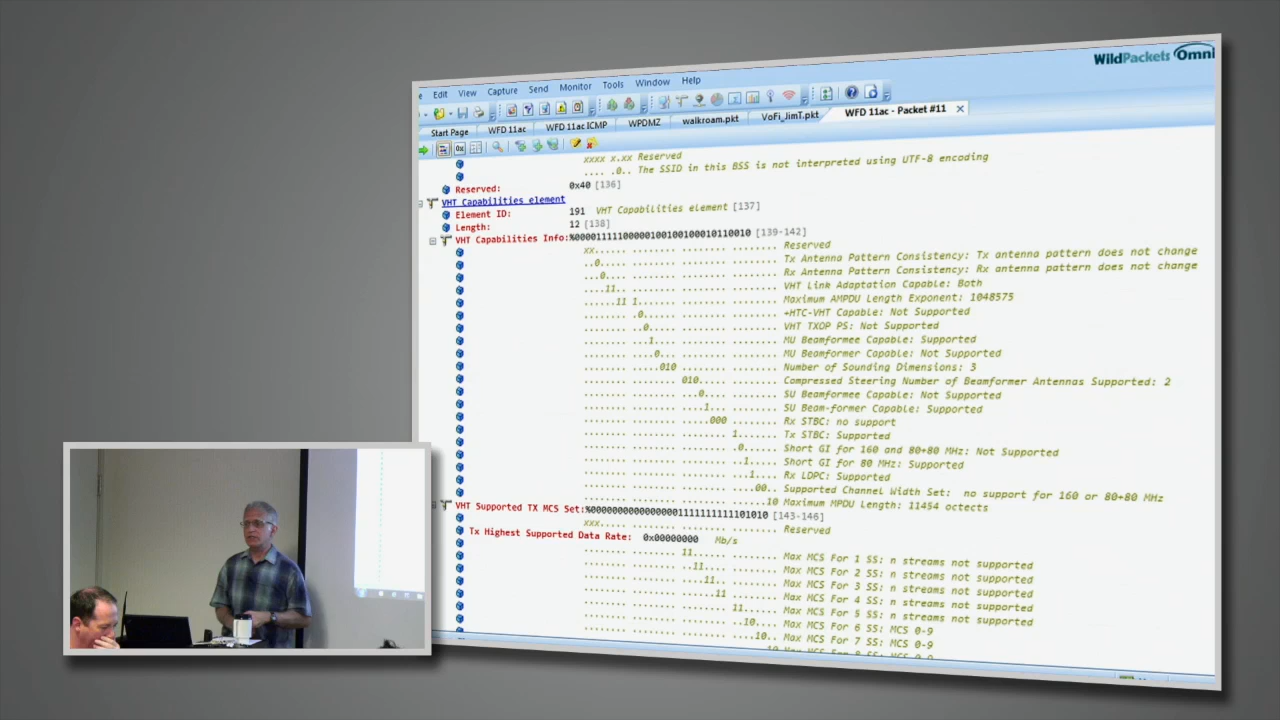 WildPackets Omni
Edit View Capture Send Monitor Tools Window Help
Start Page WFD 11ac WFD 11ac ICMP WPDMZ walkroam.pkt VoFi_JimT.pkt WFD 11ac - Packet #11
xxxx x.xx Reserved
.... .0.. The SSID in this BSS is not interpreted using UTF-8 encoding
Reserved: 0x40 [136]
VHT Capabilities element
Element ID: 191 VHT Capabilities element [137]
Length: 12 [138]
VHT Capabilities Info:%00001111100000100100100010110010 [139-142]
xx...... ........ ........ ........ Reserved
..0..... ........ ........ ........ Tx Antenna Pattern Consistency: Tx antenna pattern does not change
...0.... ........ ........ ........ Rx Antenna Pattern Consistency: Rx antenna pattern does not change
....11.. ........ ........ ........ VHT Link Adaptation Capable: Both
......11 1....... ........ ........ Maximum AMPDU Length Exponent: 1048575
........ .0...... ........ ........ +HTC-VHT Capable: Not Supported
........ ..0..... ........ ........ VHT TXOP PS: Not Supported
........ ...1.... ........ ........ MU Beamformee Capable: Supported
........ ....0... ........ ........ MU Beamformer Capable: Not Supported
........ .....010 ........ ........ Number of Sounding Dimensions: 3
........ ........ 010..... ........ Compressed Steering Number of Beamformer Antennas Supported: 2
........ ........ ...0.... ........ SU Beamformee Capable: Not Supported
........ ........ ....1... ........ SU Beam-former Capable: Supported
........ ........ .....000 ........ Rx STBC: no support
........ ........ ........ 1....... Tx STBC: Supported
........ ........ ........ .0...... Short GI for 160 and 80+80 MHz: Not Supported
........ ........ ........ ..1..... Short GI for 80 MHz: Supported
........ ........ ........ ...1.... Rx LDPC: Supported
........ ........ ........ ....00.. Supported Channel Width Set: no support for 160 or 80+80 MHz
........ ........ ........ ......10 Maximum MPDU Length: 11454 octects
VHT Supported TX MCS Set: [143-146]
xxx..... ........ ........ ........ Reserved
Tx Highest Supported Data Rate: 0x00000000 Mb/s
........ ........ 11...... ........ Max MCS For 1 SS: n streams not supported
........ ........ ..11.... ........ Max MCS For 2 SS: n streams not supported
........ ........ ....11.. ........ Max MCS For 3 SS: n streams not supported
........ ........ ......11 ........ Max MCS For 4 SS: n streams not supported
........ ........ ........ 11...... Max MCS For 5 SS: n streams not supported
........ ........ ........ ..10.... Max MCS For 6 SS: MCS 0-9
........ ........ ........ ....10.. Max MCS For 7 SS: MCS 0-9